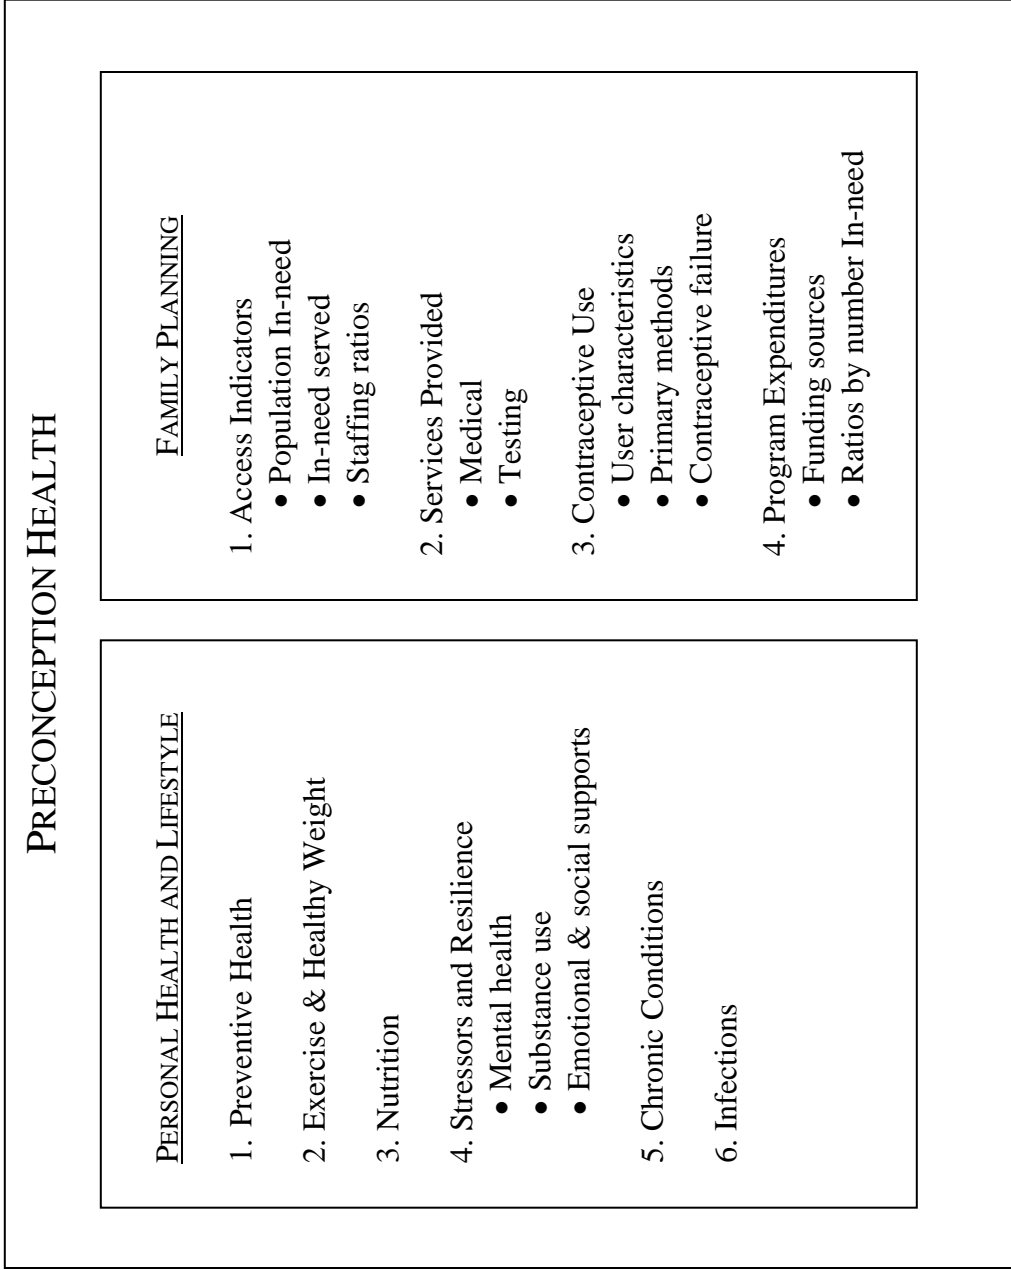 PRECONCEPTION HEALTH
PERSONAL HEALTH AND LIFESTYLE
1. Preventive Health
2. Exercise & Healthy Weight
3. Nutrition
4. Stressors and Resilience
• Mental health
• Substance use
• Emotional & social supports
5. Chronic Conditions
6. Infections
FAMILY PLANNING
1. Access Indicators
• Population In-need
• In-need served
• Staffing ratios
2. Services Provided
• Medical
• Testing
3. Contraceptive Use
• User characteristics
• Primary methods
• Contraceptive failure
4. Program Expenditures
• Funding sources
• Ratios by number In-need